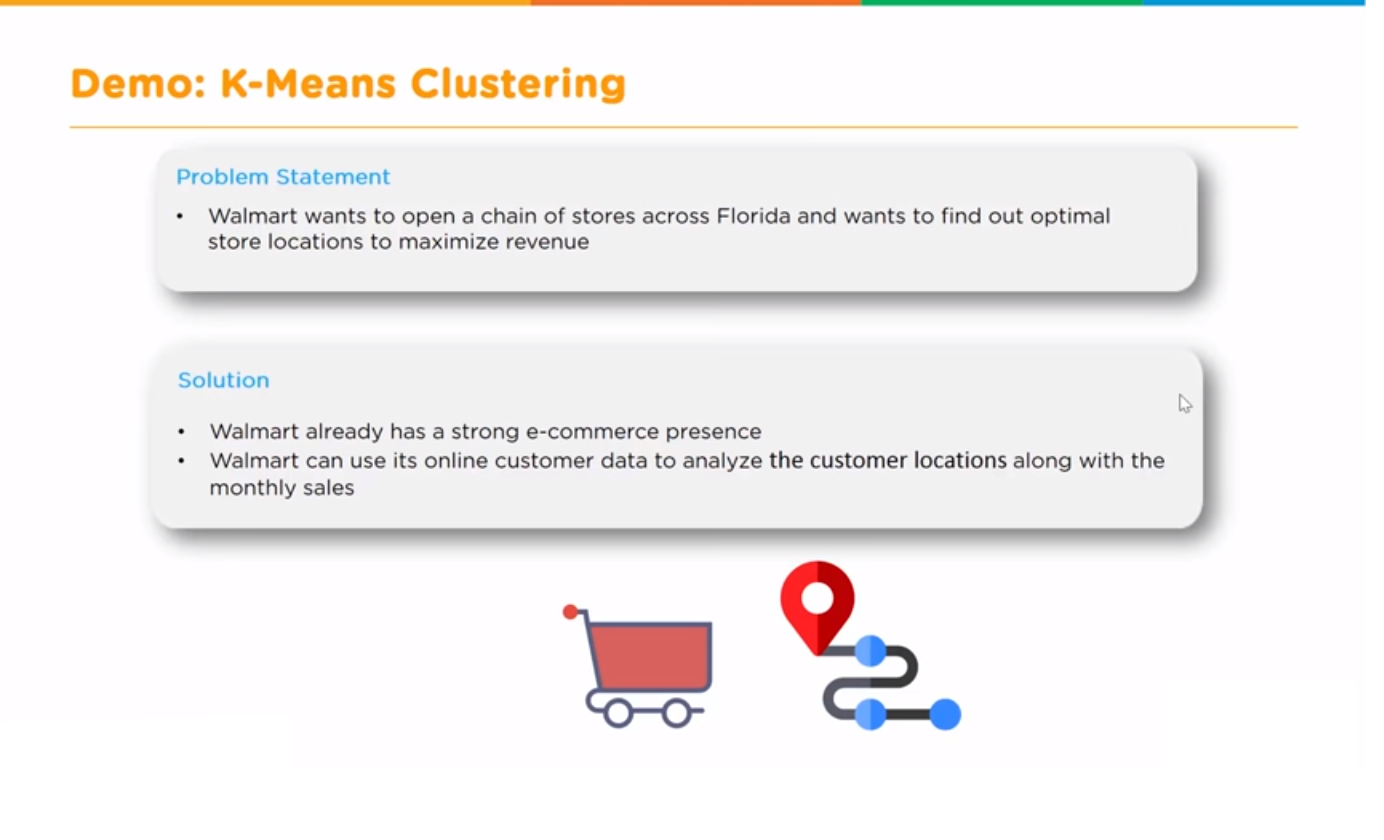 Demo: K-Means Clustering
Problem Statement
• Walmart wants to open a chain of stores across Florida and wants to find out optimal
store locations to maximize revenue
Solution
• Walmart already has a strong e-commerce presence
• Walmart can use its online customer data to analyze the customer locations along with the
monthly sales